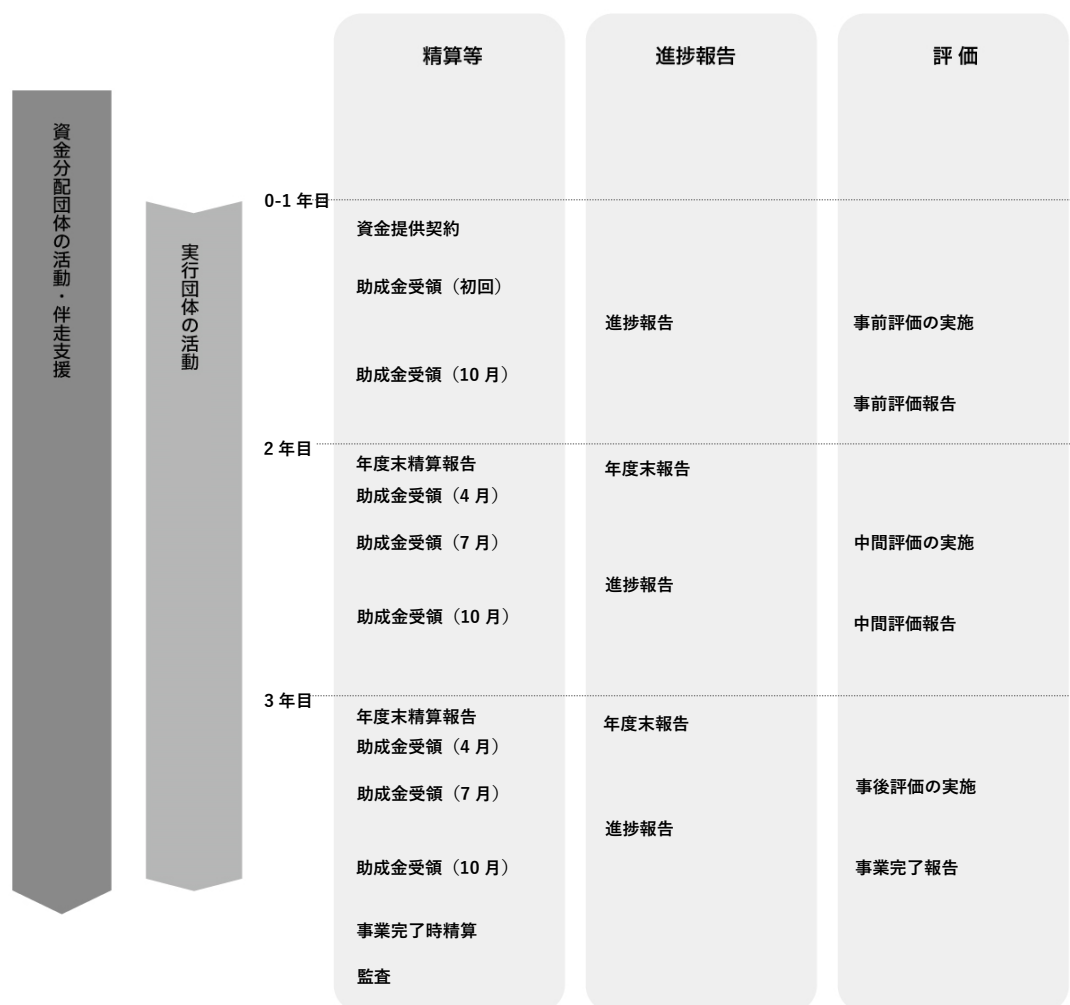 精算等
進捗報告
評 価
資金分配団体の活動・伴走支援
実行団体の活動
0-1 年目
資金提供契約
助成金受領（初回）
進捗報告
事前評価の実施
助成金受領（10 月）
事前評価報告
2 年目
年度末精算報告
年度末報告
助成金受領（4 月）
助成金受領（7 月）
中間評価の実施
進捗報告
助成金受領（10 月）
中間評価報告
3 年目
年度末精算報告
年度末報告
助成金受領（4 月）
助成金受領（7 月）
事後評価の実施
進捗報告
助成金受領（10 月）
事業完了報告
事業完了時精算
監査